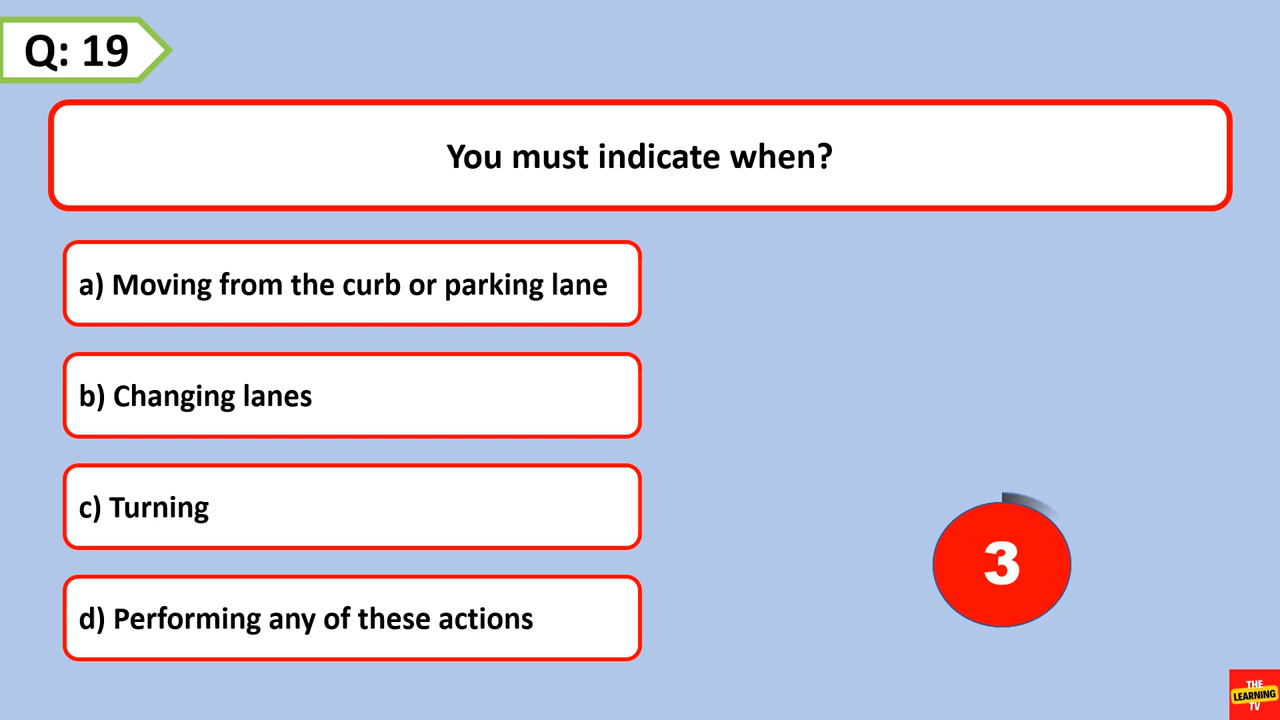 Q: 19
You must indicate when?
a) Moving from the curb or parking lane
b) Changing lanes
c) Turning
d) Performing any of these actions
3
THE
LEARNING
TV